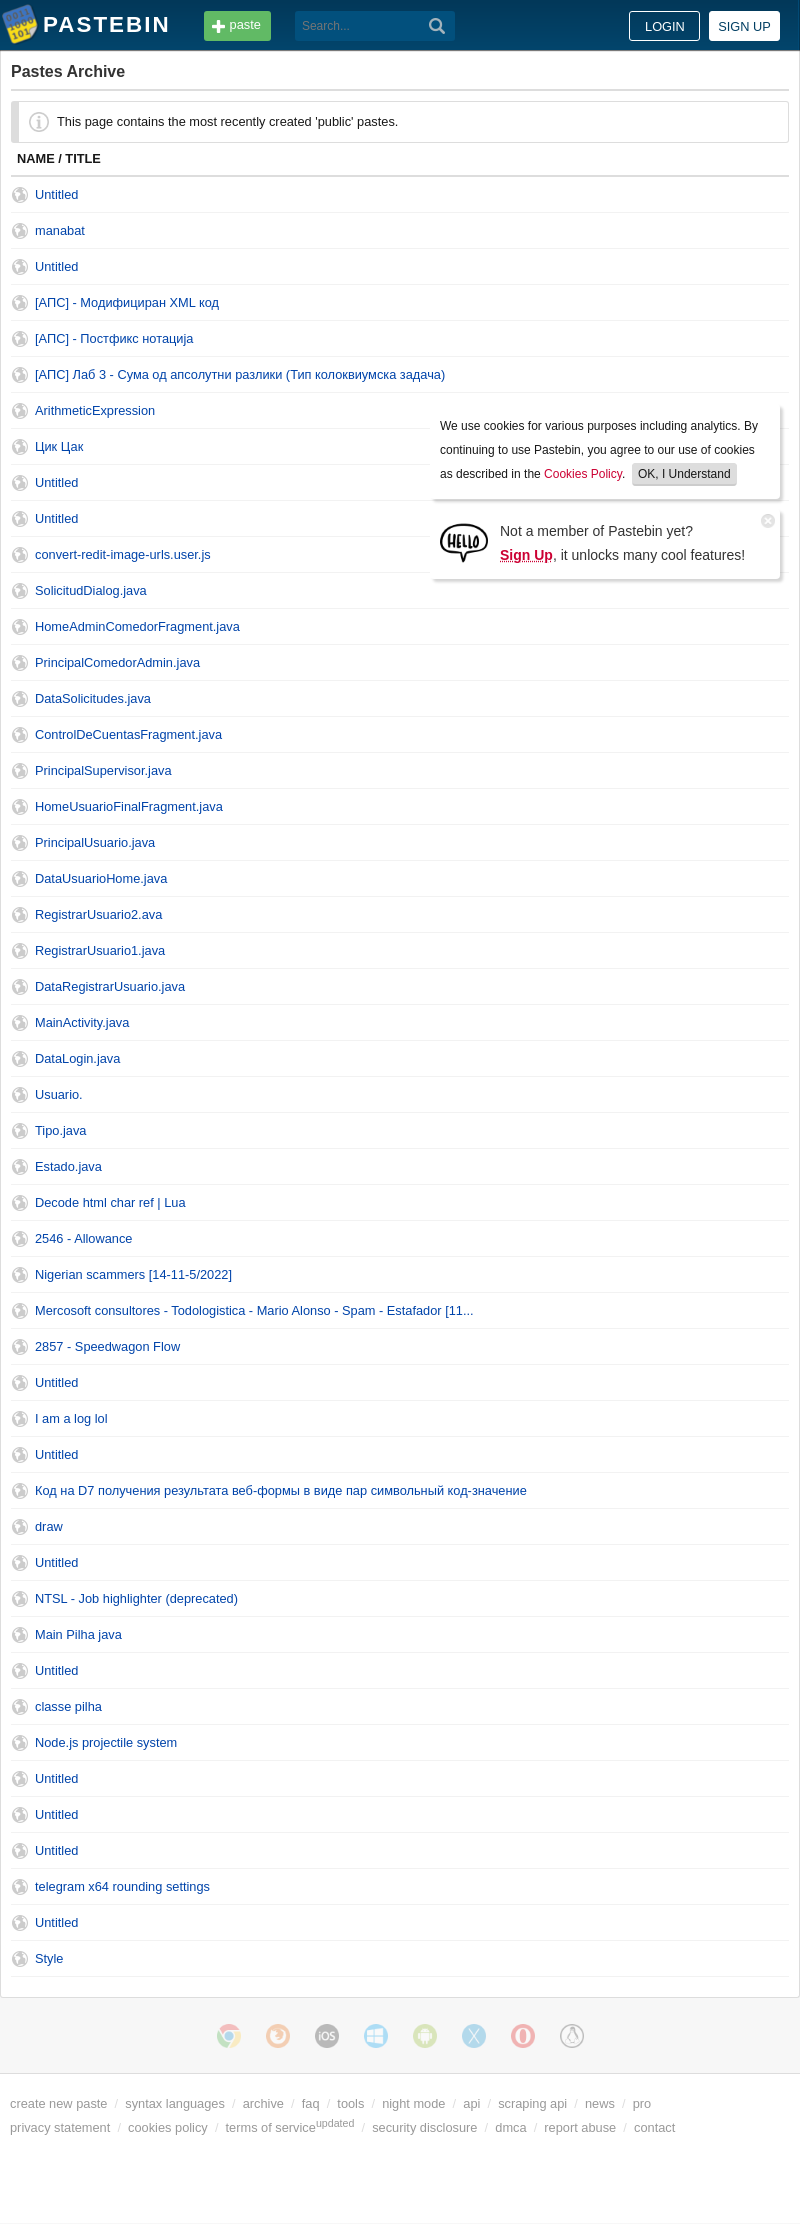 PASTEBIN paste Search... LOGIN SIGN UP
Pastes Archive
This page contains the most recently created 'public' pastes.
NAME / TITLE
Untitled
manabat
Untitled
[АПС] - Модифициран XML код
[АПС] - Постфикс нотација
[АПС] Лаб 3 - Сума од апсолутни разлики (Тип колоквиумска задача)
ArithmeticExpression
Цик Цак
Untitled
Untitled
convert-redit-image-urls.user.js
SolicitudDialog.java
We use cookies for various purposes including analytics. By
continuing to use Pastebin, you agree to our use of cookies
as described in the Cookies Policy. OK, I Understand
HELLO
Not a member of Pastebin yet?
Sign Up, it unlocks many cool features!
HomeAdminComedorFragment.java
PrincipalComedorAdmin.java
DataSolicitudes.java
ControlDeCuentasFragment.java
PrincipalSupervisor.java
HomeUsuarioFinalFragment.java
PrincipalUsuario.java
DataUsuarioHome.java
RegistrarUsuario2.ava
RegistrarUsuario1.java
DataRegistrarUsuario.java
MainActivity.java
DataLogin.java
Usuario.
Tipo.java
Estado.java
Decode html char ref | Lua
2546 - Allowance
Nigerian scammers [14-11-5/2022]
Mercosoft consultores - Todologistica - Mario Alonso - Spam - Estafador [11...
2857 - Speedwagon Flow
Untitled
I am a log lol
Untitled
Код на D7 получения результата веб-формы в виде пар символьный код-значение
draw
Untitled
NTSL - Job highlighter (deprecated)
Main Pilha java
Untitled
classe pilha
Node.js projectile system
Untitled
Untitled
Untitled
telegram x64 rounding settings
Untitled
Style
iOS
create new paste / syntax languages / archive / faq / tools / night mode / api / scraping api / news / pro
privacy statement / cookies policy / terms of service updated / security disclosure / dmca / report abuse / contact